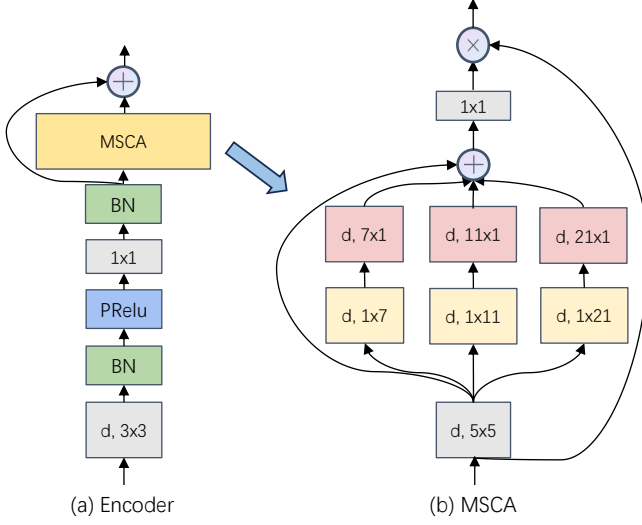 MSCA
BN
1x1
PRelu
BN
d, 3x3
(a) Encoder
1x1
d, 7x1
d, 11x1
d, 21x1
d, 1x7
d, 1x11
d, 1x21
d, 5x5
(b) MSCA